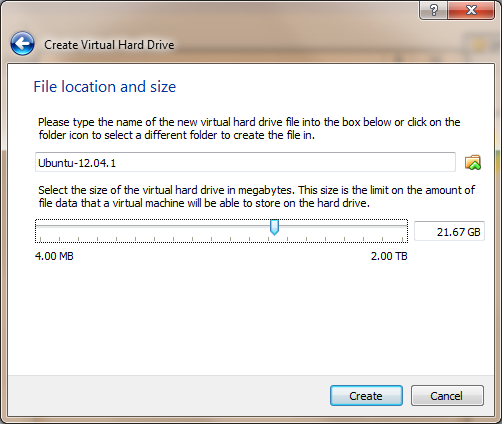 ?
Create Virtual Hard Drive
File location and size
Please type the name of the new virtual hard drive file into the box below or click on the
folder icon to select a different folder to create the file in.
Ubuntu-12.04.1
Select the size of the virtual hard drive in megabytes. This size is the limit on the amount of
file data that a virtual machine will be able to store on the hard drive.
21.67 GB
4.00 MB 2.00 TB
Create Cancel